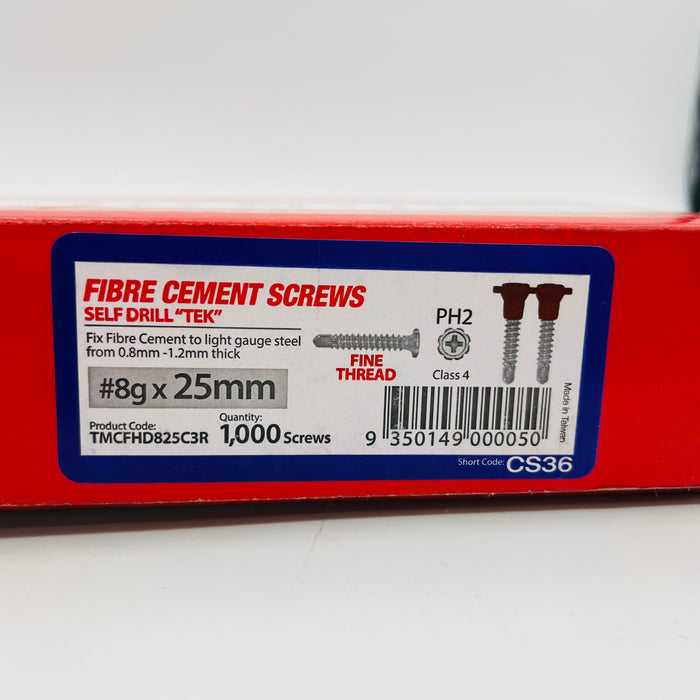 FIBRE CEMENT SCREWS
SELF DRILL "TEK"
Fix Fibre Cement to light gauge steel
from 0.8mm -1.2mm thick
#8g x 25mm
Product Code:
TMCFHD825C3R
Quantity:
1,000 Screws
FINE
THREAD
PH2
Class 4
9 350149 000050
Made in Taiwan
Short Code: CS36